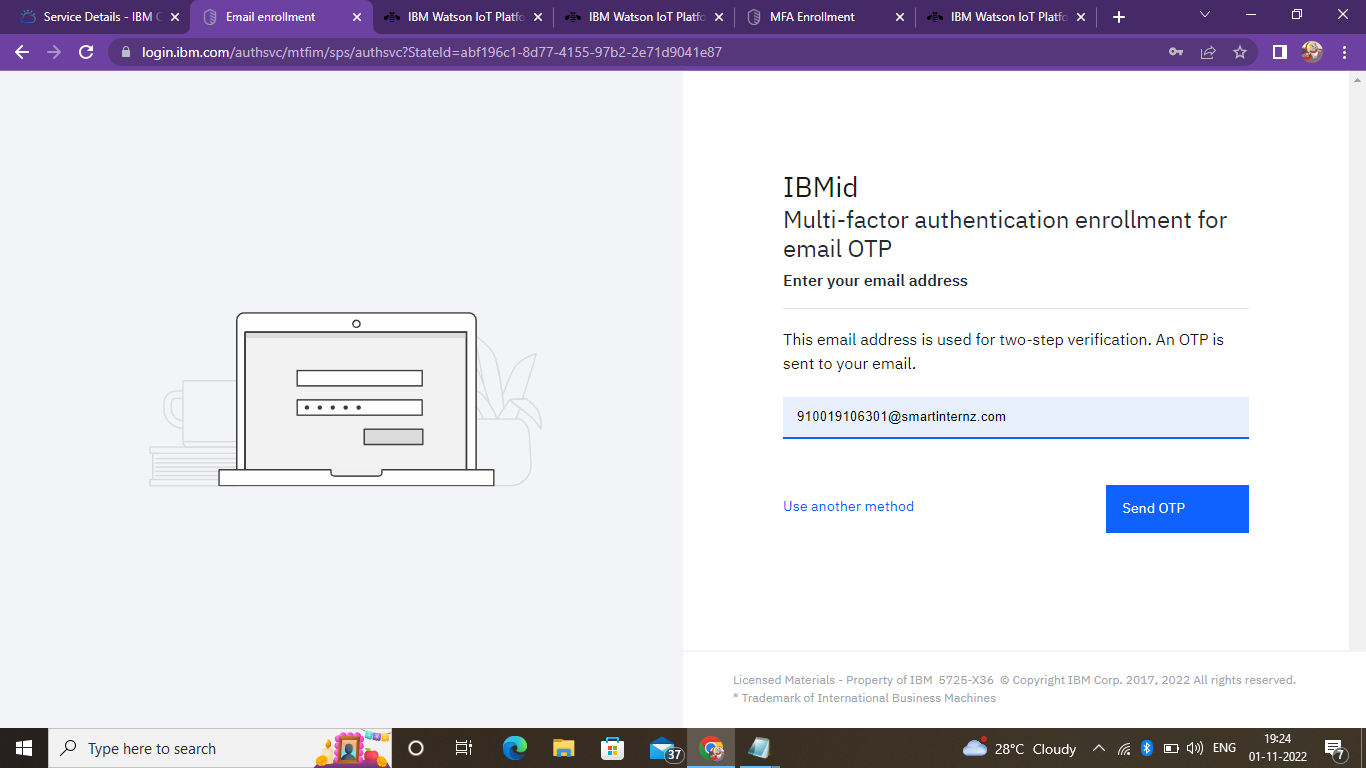 Service Details - IBM C
Email enrollment
IBM Watson IoT Platfo
IBM Watson IoT Platfo
MFA Enrollment
IBM Watson IoT Platfo
login.ibm.com/authsvc/mtfim/sps/authsvc?StateId=abf196c1-8d77-4155-97b2-2e71d9041e87
IBMid
Multi-factor authentication enrollment for
email OTP
Enter your email address
This email address is used for two-step verification. An OTP is
sent to your email.
910019106301@smartinternz.com
Use another method
Send OTP
Licensed Materials - Property of IBM 5725-X36 © Copyright IBM Corp. 2017, 2022 All rights reserved.
* Trademark of International Business Machines
Type here to search
37
28°C Cloudy
ENG
19:24
01-11-2022
7